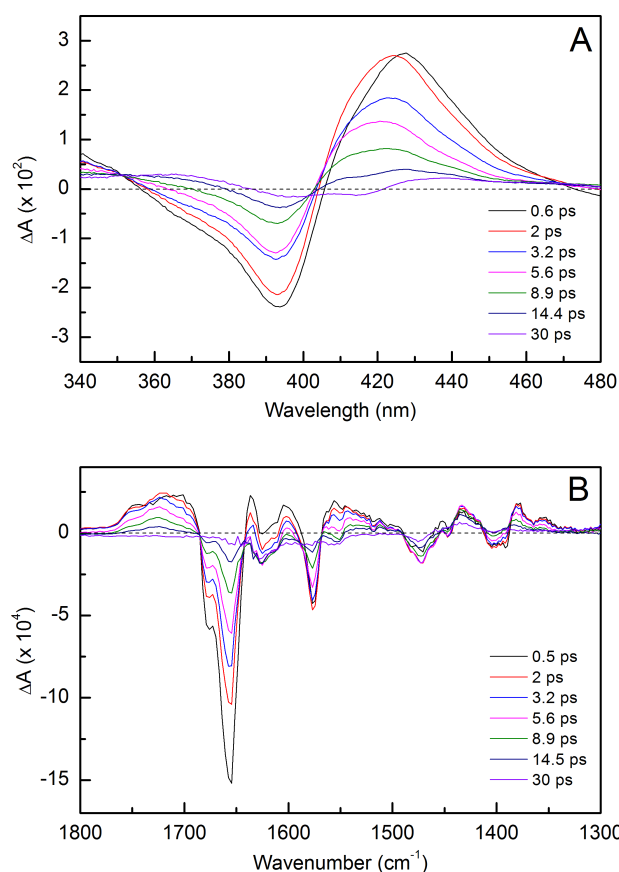 A
3
2
1
0
-1
-2
-3
ΔA (x 10²)
0.6 ps
2 ps
3.2 ps
5.6 ps
8.9 ps
14.4 ps
30 ps
340 360 380 400 420 440 460 480
Wavelength (nm)
B
5
0
-5
-10
-15
ΔA (x 10⁴)
0.5 ps
2 ps
3.2 ps
5.6 ps
8.9 ps
14.5 ps
30 ps
1800 1700 1600 1500 1400 1300
Wavenumber (cm⁻¹)